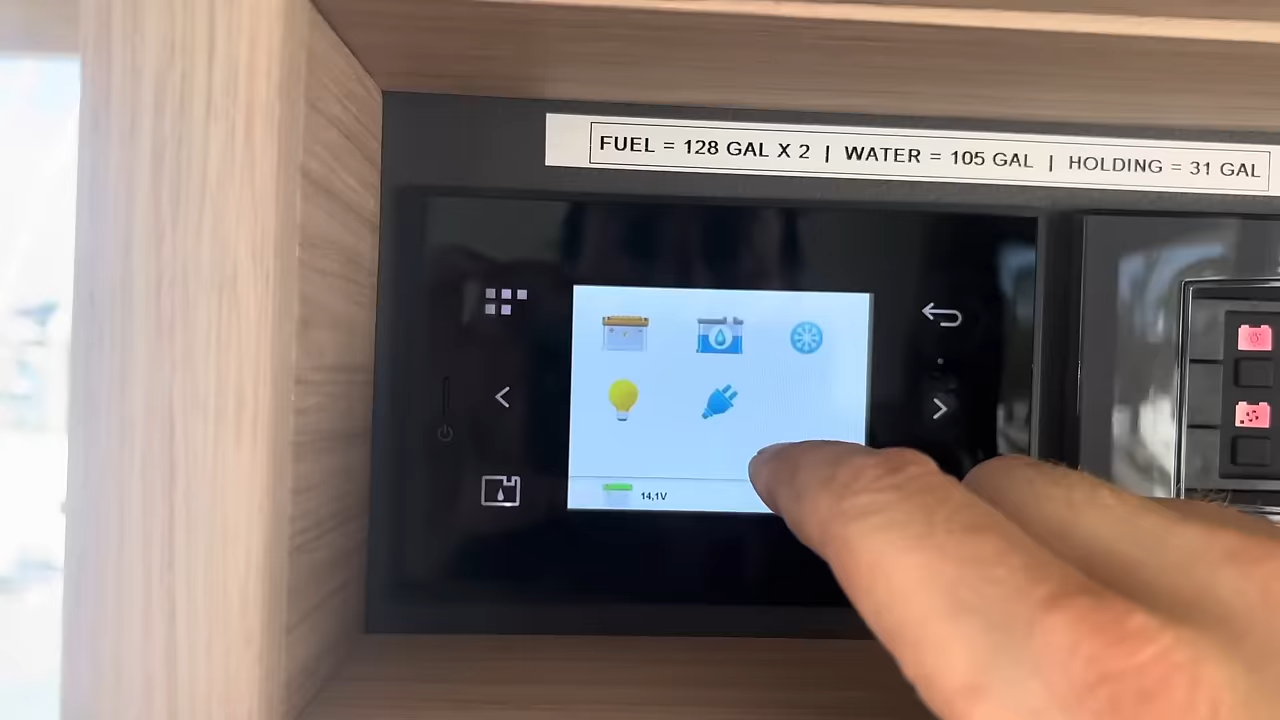 FUEL = 128 GAL X 2 | WATER = 105 GAL | HOLDING = 31 GAL
14,1V